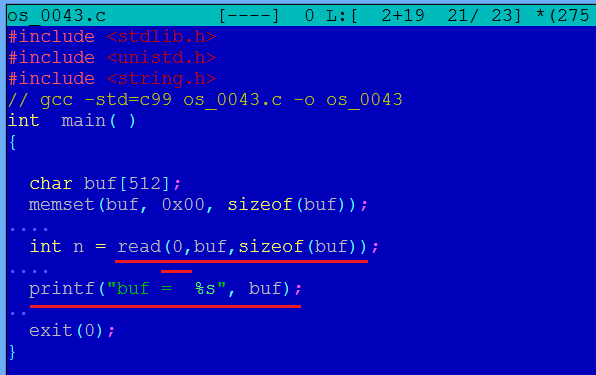 os_0043.c [----] 0 L:[ 2+19 21/ 23] *(275
#include <stdlib.h>
#include <unistd.h>
#include <string.h>
// gcc -std=c99 os_0043.c -o os_0043
int main( )
{
char buf[512];
memset(buf, 0x00, sizeof(buf));
....
int n = read(0,buf,sizeof(buf));
....
printf("buf = %s", buf);
..
exit(0);
}